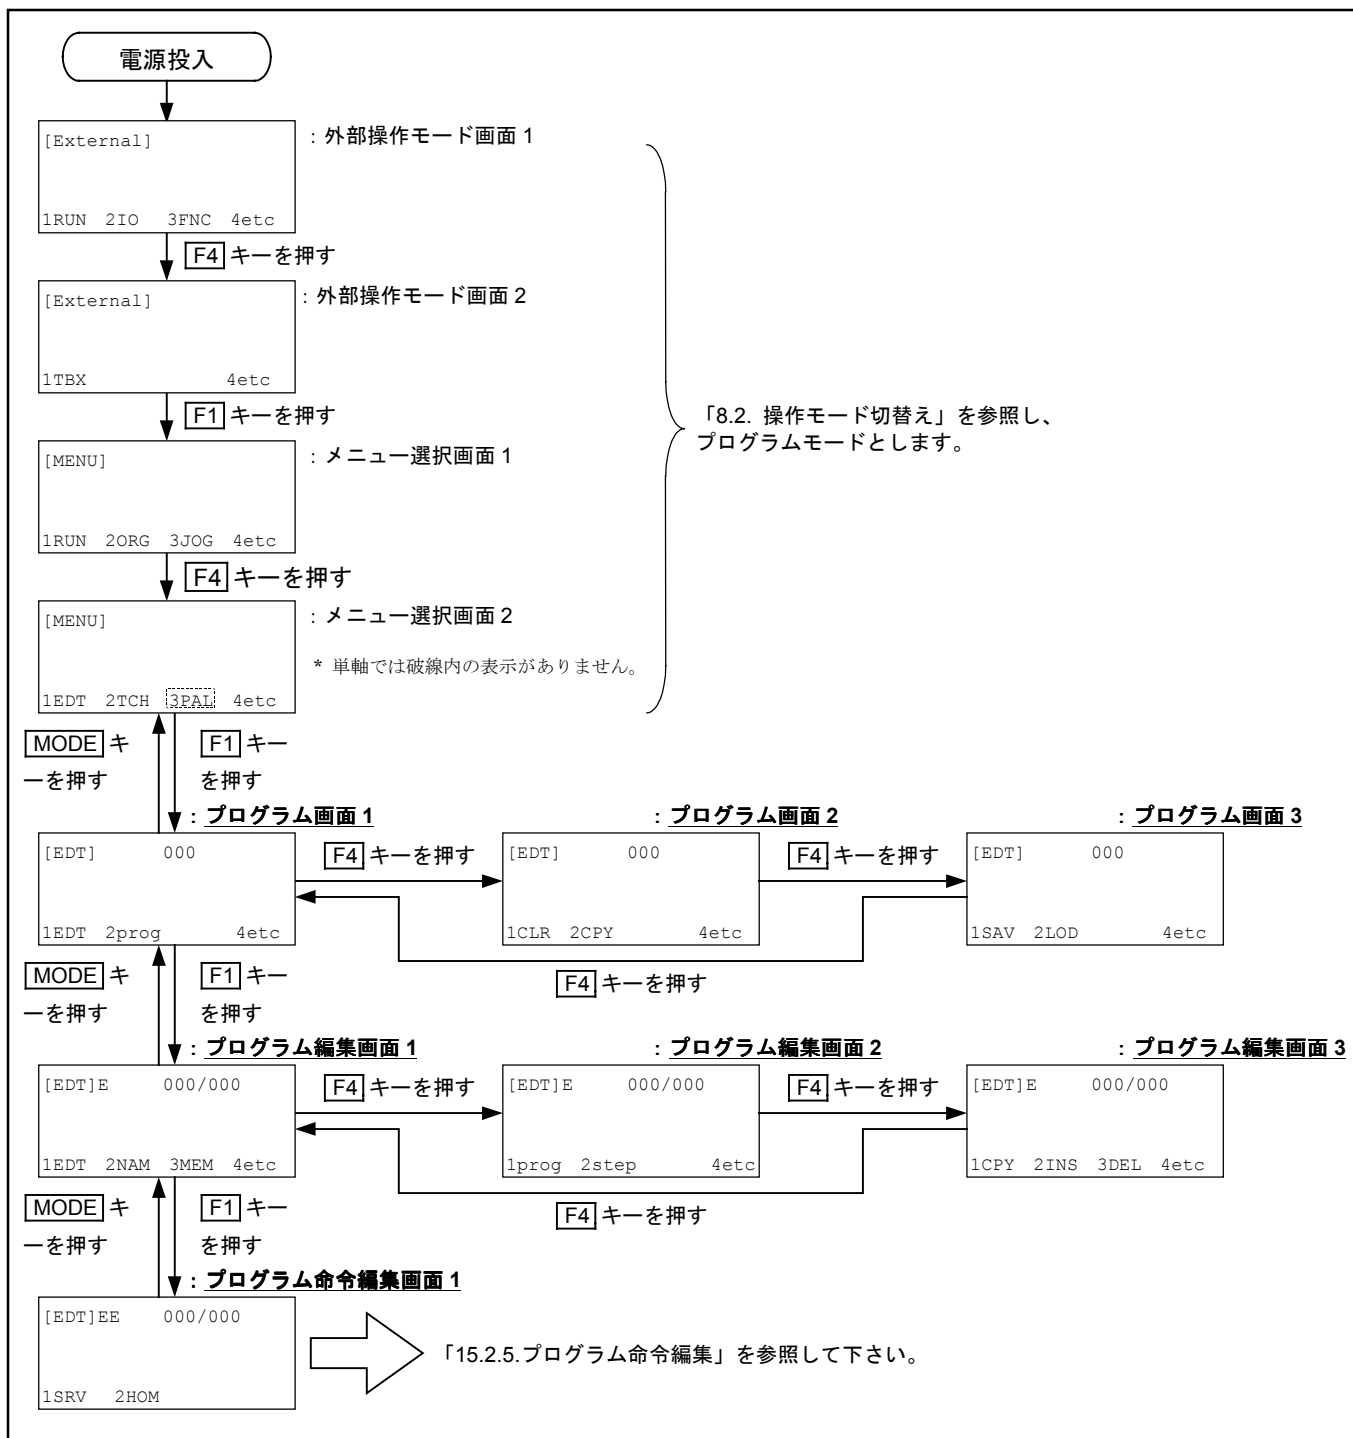 電源投入
[External]
: 外部操作モード画面 1
1RUN 2IO 3FNC 4etc
F4 キーを押す
[External]
: 外部操作モード画面 2
1TBX 4etc
F1 キーを押す
[MENU]
: メニュー選択画面 1
1RUN 2ORG 3JOG 4etc
F4 キーを押す
[MENU]
: メニュー選択画面 2
* 単軸では破線内の表示がありません。
1EDT 2TCH 3PAL 4etc
「8.2. 操作モード切替え」を参照し、
プログラムモードとします。
MODE キ
ーを押す
F1 キー
を押す
: プログラム画面 1
[EDT] 000
1EDT 2prog 4etc
F4 キーを押す
: プログラム画面 2
[EDT] 000
1CLR 2CPY 4etc
F4 キーを押す
: プログラム画面 3
[EDT] 000
1SAV 2LOD 4etc
F4 キーを押す
MODE キ
ーを押す
F1 キー
を押す
: プログラム編集画面 1
[EDT]E 000/000
1EDT 2NAM 3MEM 4etc
F4 キーを押す
: プログラム編集画面 2
[EDT]E 000/000
1prog 2step 4etc
F4 キーを押す
: プログラム編集画面 3
[EDT]E 000/000
1CPY 2INS 3DEL 4etc
F4 キーを押す
MODE キ
ーを押す
F1 キー
を押す
: プログラム命令編集画面 1
[EDT]EE 000/000
1SRV 2HOM
「15.2.5.プログラム命令編集」を参照して下さい。